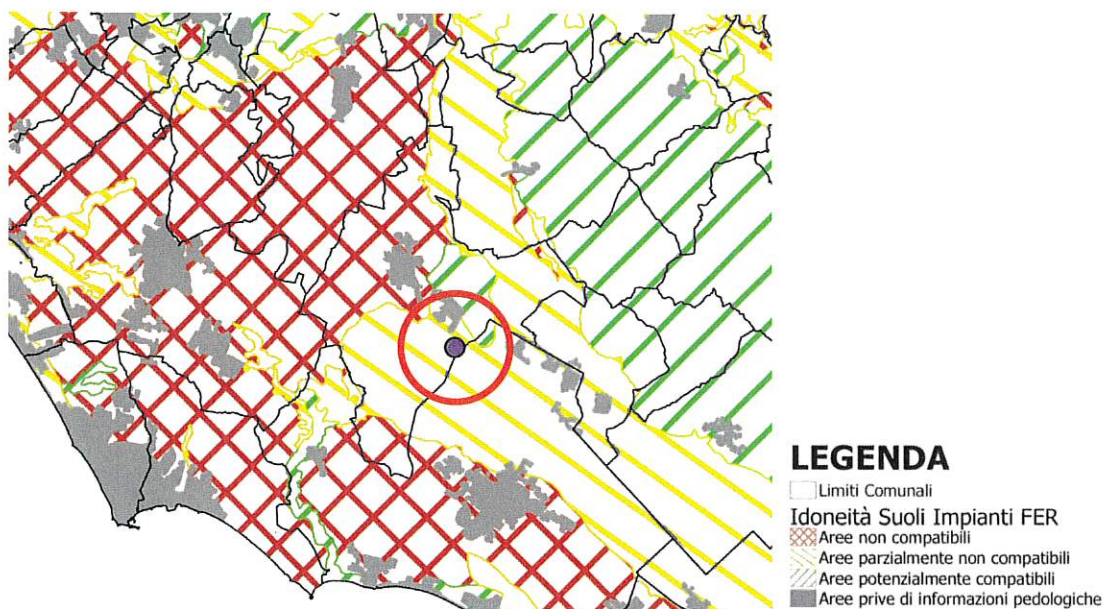 LEGENDA
Limiti Comunali
Idoneità Suoli Impianti FER
Aree non compatibili
Aree parzialmente non compatibili
Aree potenzialmente compatibili
Aree prive di informazioni pedologiche